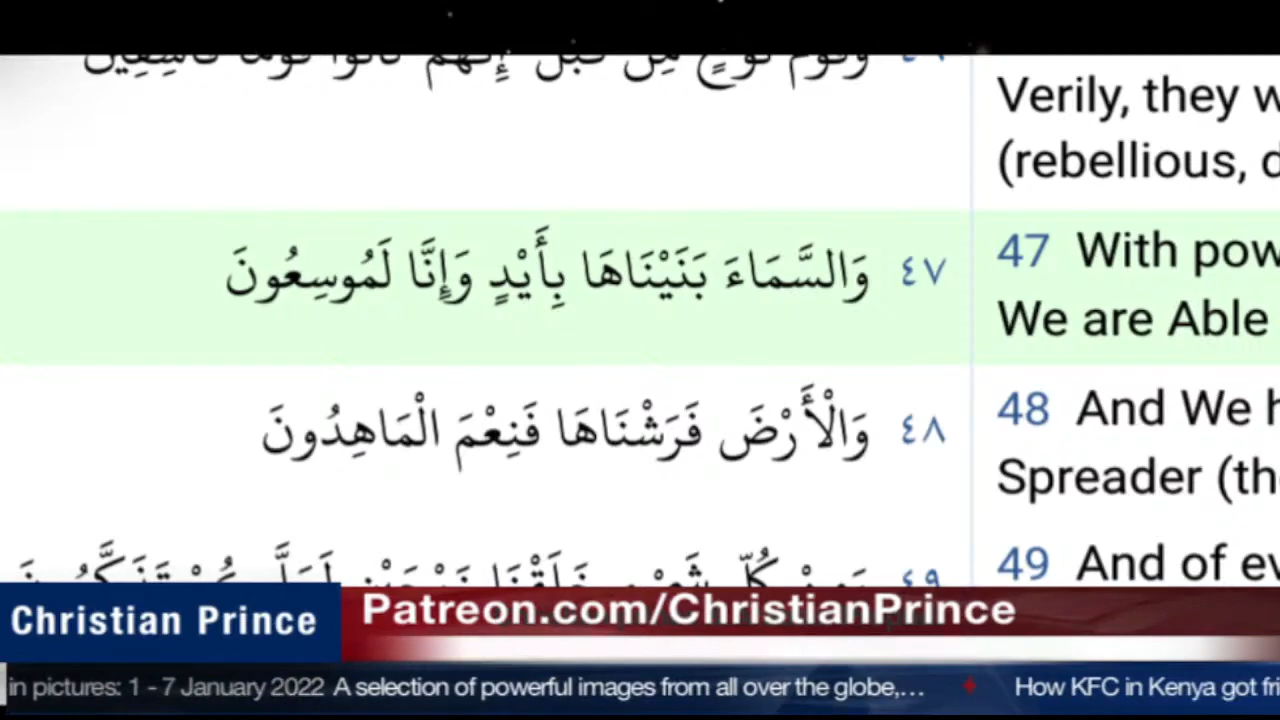 Verily, they w
(rebellious, d
٤٧ وَالسَّمَاءَ بَنَيْنَاهَا بِأَيْدٍ وَإِنَّا لَمُوسِعُونَ
47 With pow
We are Able
٤٨ وَالْأَرْضَ فَرَشْنَاهَا فَنِعْمَ الْمَاهِدُونَ
48 And We h
Spreader (th
49 And of ev
Christian Prince
Patreon.com/ChristianPrince
in pictures: 1 - 7 January 2022 A selection of powerful images from all over the globe,...
How KFC in Kenya got fri